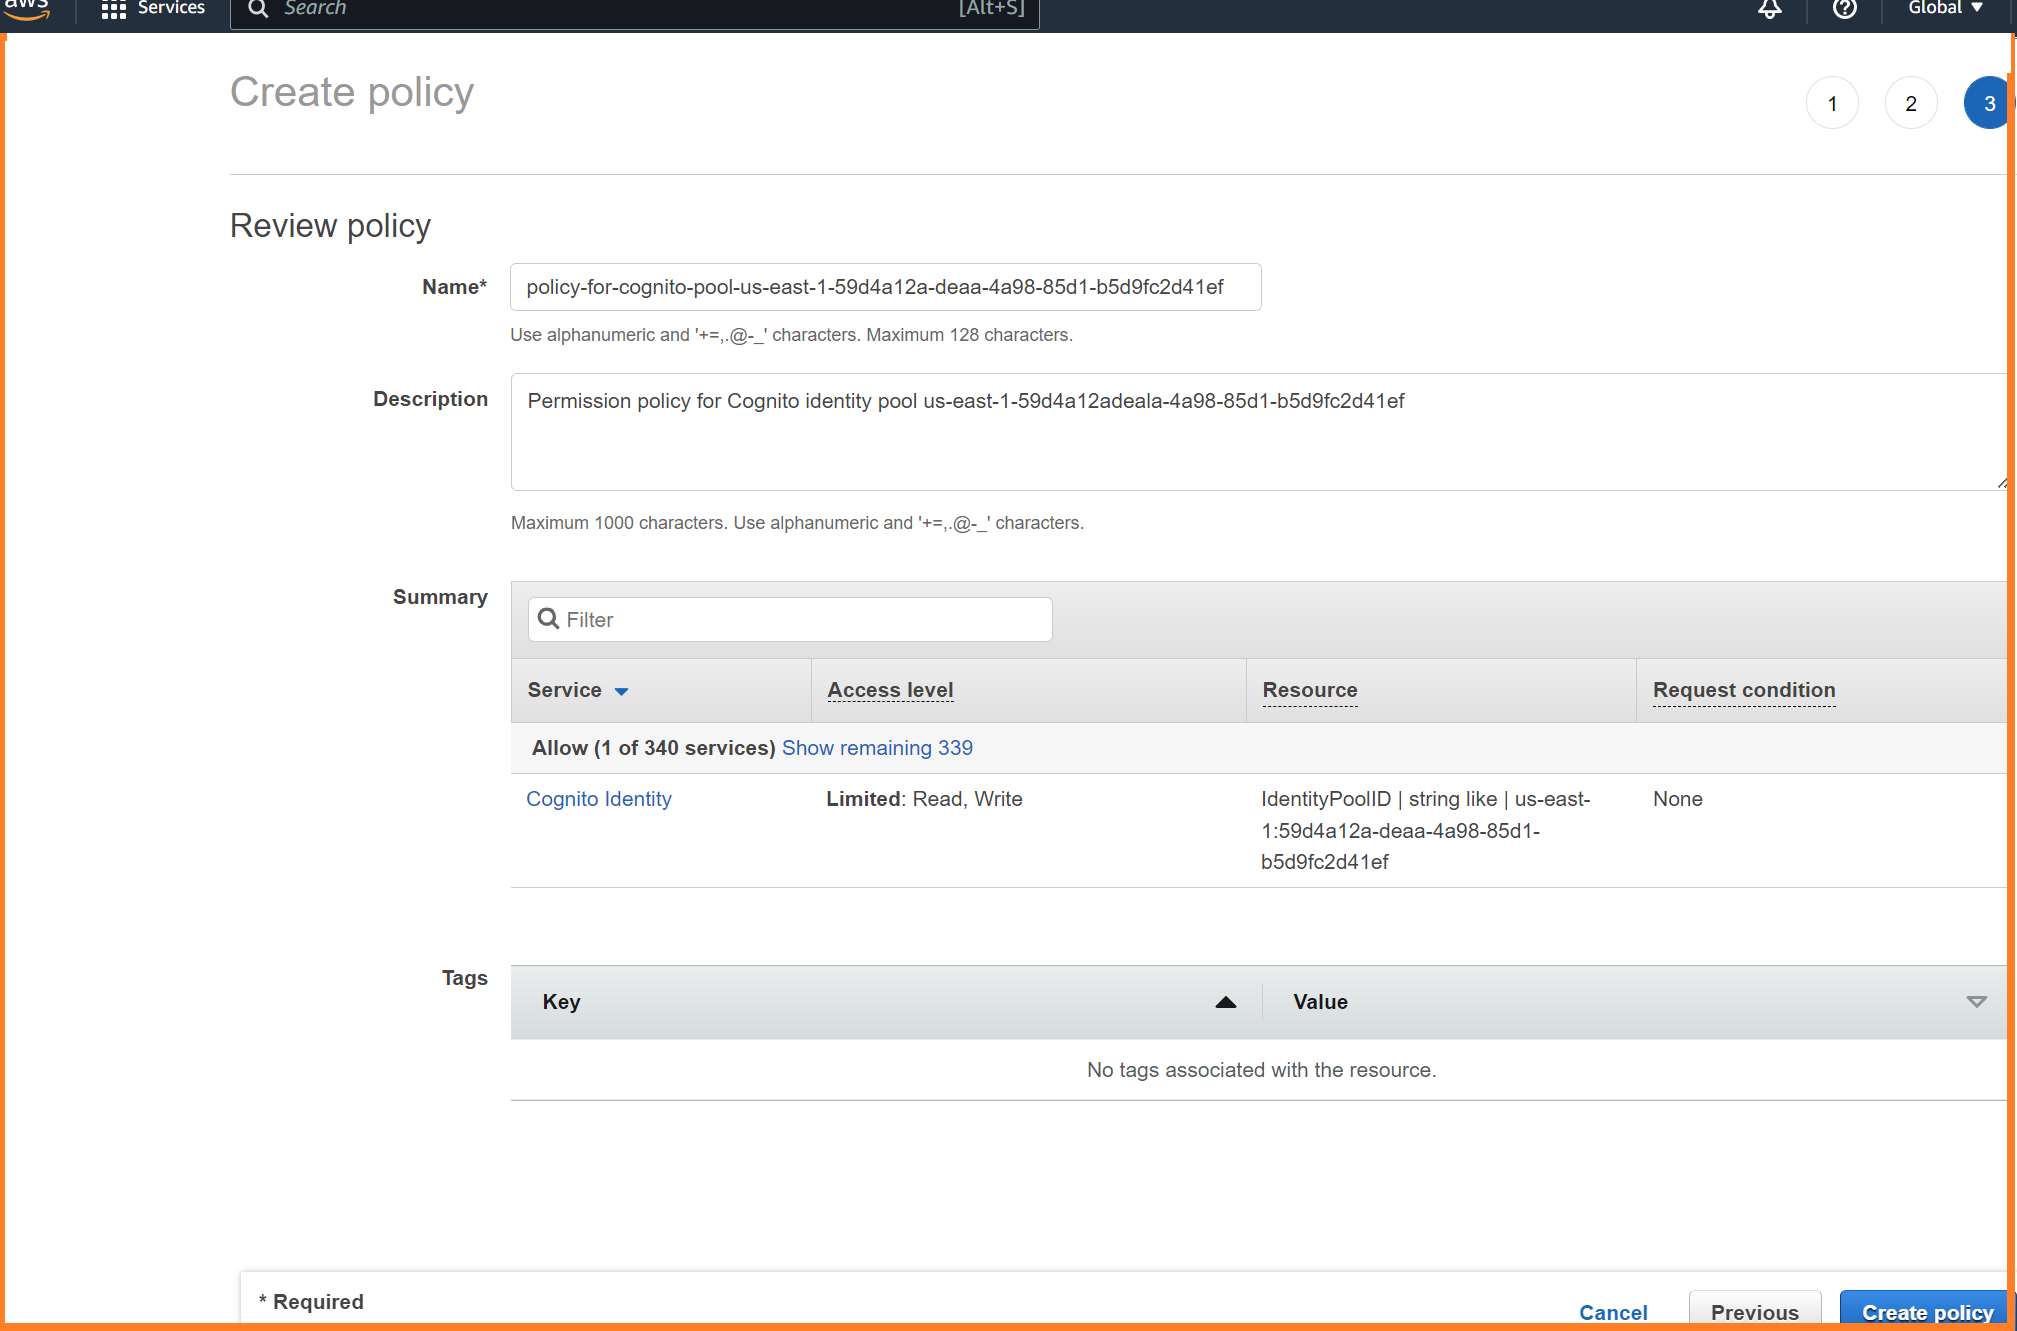 aws
Services
Search
[Alt+S]
Global
Create policy
1
2
3
Review policy
Name*
policy-for-cognito-pool-us-east-1-59d4a12a-deaa-4a98-85d1-b5d9fc2d41ef
Use alphanumeric and '+=,.@-_' characters. Maximum 128 characters.
Description
Permission policy for Cognito identity pool us-east-1-59d4a12adeala-4a98-85d1-b5d9fc2d41ef
Maximum 1000 characters. Use alphanumeric and '+=,.@-_' characters.
Summary
Filter
Service
Access level
Resource
Request condition
Allow (1 of 340 services) Show remaining 339
Cognito Identity
Limited: Read, Write
IdentityPoolID | string like | us-east-
1:59d4a12a-deaa-4a98-85d1-
b5d9fc2d41ef
None
Tags
Key
Value
No tags associated with the resource.
* Required
Cancel
Previous
Create policy